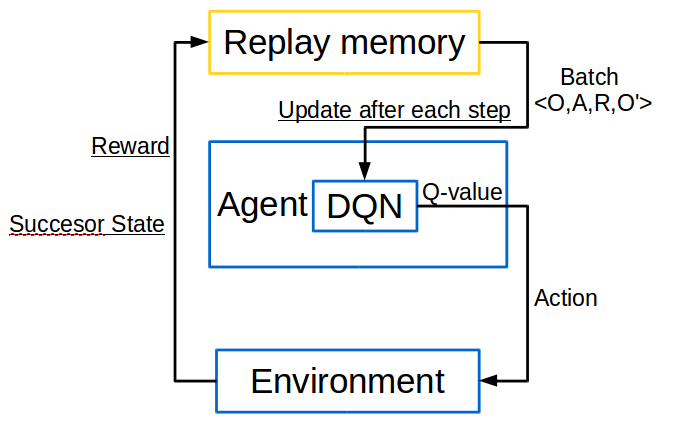 Replay memory
Batch
<O,A,R,O'>
Update after each step
Reward
Agent
DQN
Q-value
Succesor State
Action
Environment